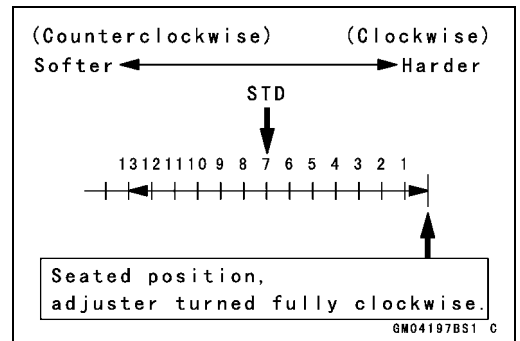 (Counterclockwise) (Clockwise)
Softer Harder
STD
13 12 11 10 9 8 7 6 5 4 3 2 1
Seated position,
adjuster turned fully clockwise.
GM04197BS1 C